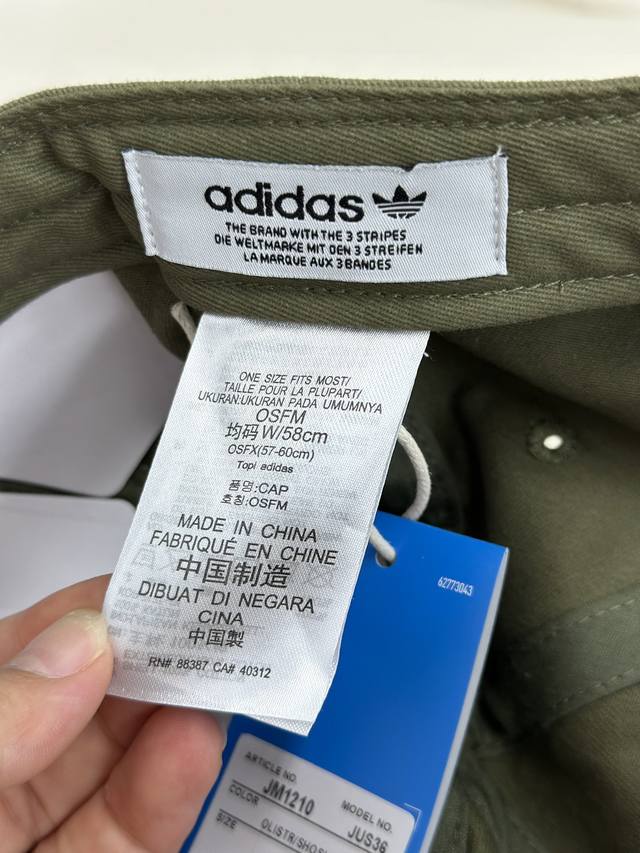 adidas
THE BRAND WITH THE 3 STRIPES
DIE WELTMARKE MIT DEN 3 STREIFEN
LA MARQUE AUX 3 BANDES
ONE SIZE FITS MOST/
TAILLE POUR LA PLUPART/
UKURAN:UKURAN PADA UMUMNYA
OSFM
均码 W/58cm
OSFX(57-60cm)
Topi adidas
품명:CAP
호칭:OSFM
MADE IN CHINA
FABRIQUÉ EN CHINE
中国制造
DIBUAT DI NEGARA
CINA
中国製
RN# 88387 CA# 40312
62773043
ARTICLE NO.
JM1210
MODEL NO.
JUS36
COLOR
OLISTR/SHOS
SIZE